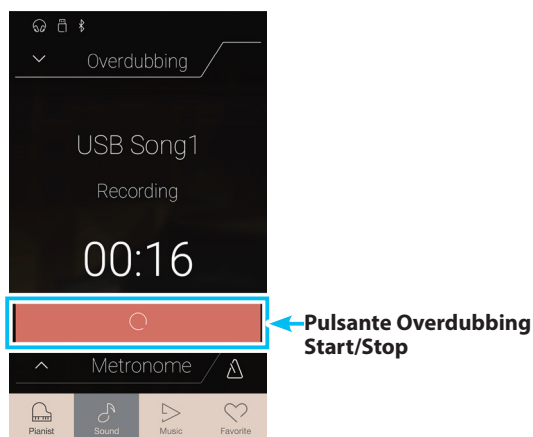 Overdubbing
USB Song1
Recording
00:16
Pulsante Overdubbing
Start/Stop
Metronome
Pianist Sound Music Favorite